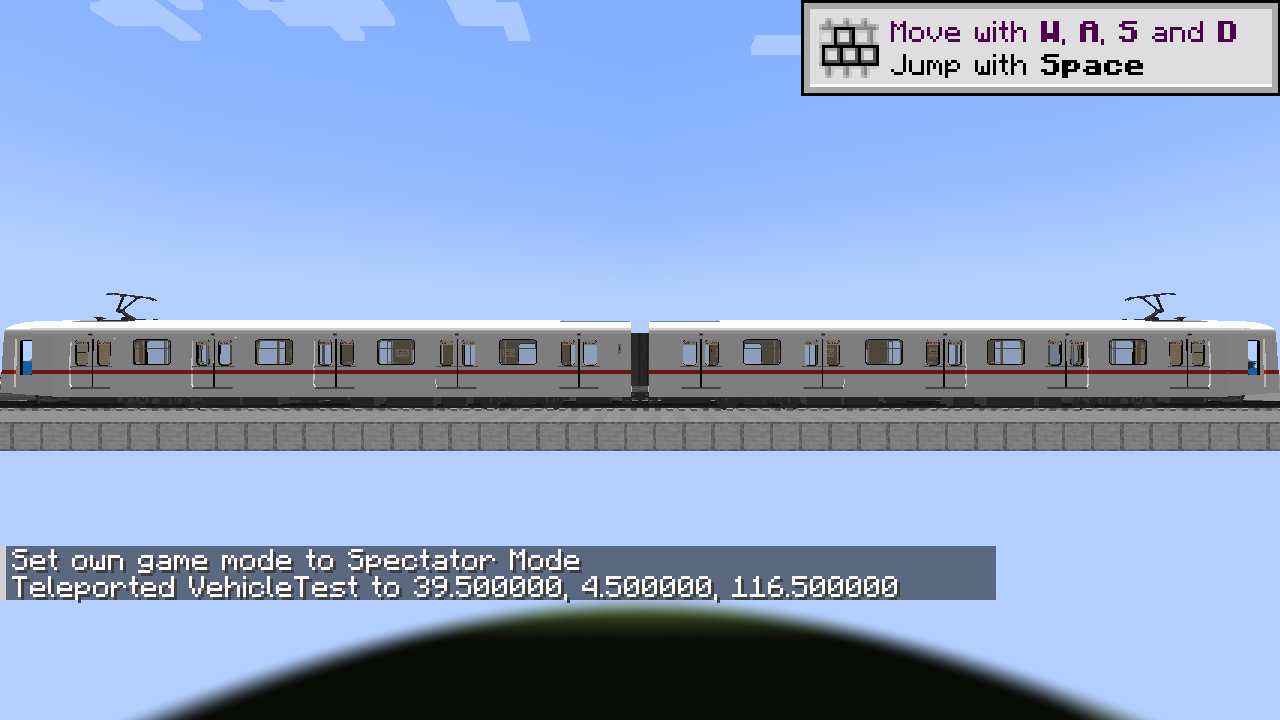 Move with W, A, S and D
Jump with Space
Set own game mode to Spectator Mode
Teleported VehicleTest to 39.500000, 4.500000, 116.500000